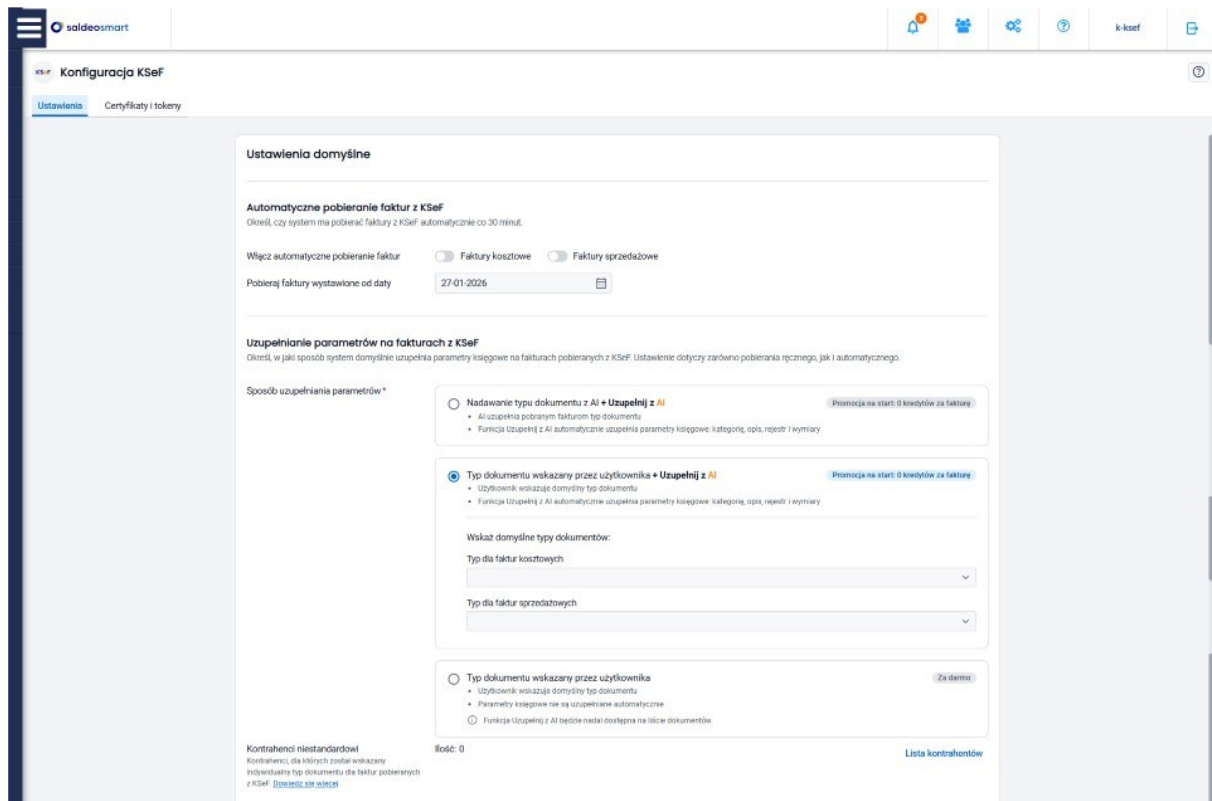 saldeosmart
k-ksef
KSeF Konfiguracja KSeF
Ustawienia Certyfikaty i tokeny
Ustawienia domyślne
Automatyczne pobieranie faktur z KSeF
Określ, czy system ma pobierać faktury z KSeF automatycznie co 30 minut.
Włącz automatyczne pobieranie faktur Faktury kosztowe Faktury sprzedażowe
Pobieraj faktury wystawione od daty 27-01-2026
Uzupełnianie parametrów na fakturach z KSeF
Określ, w jaki sposób system domyślnie uzupełnia parametry księgowe na fakturach pobieranych z KSeF. Ustawienie dotyczy zarówno pobierania ręcznego, jak i automatycznego.
Sposób uzupełniania parametrów *
Nadawanie typu dokumentu z AI + Uzupełnij z AI Promocja na start: 0 kredytów za fakturę
• AI uzupełnia pobranym fakturom typ dokumentu
• Funkcja Uzupełnij z AI automatycznie uzupełnia parametry księgowe: kategorię, opis, rejestr i wymiary
Typ dokumentu wskazany przez użytkownika + Uzupełnij z AI Promocja na start: 0 kredytów za fakturę
• Użytkownik wskazuje domyślny typ dokumentu
• Funkcja Uzupełnij z AI automatycznie uzupełnia parametry księgowe: kategorię, opis, rejestr i wymiary
Wskaż domyślne typy dokumentów:
Typ dla faktur kosztowych
Typ dla faktur sprzedażowych
Typ dokumentu wskazany przez użytkownika Za darmo
• Użytkownik wskazuje domyślny typ dokumentu
• Parametry księgowe nie są uzupełniane automatycznie
Funkcja Uzupełnij z AI będzie nadal dostępna na liście dokumentów.
Kontrahenci niestandardowi Ilość: 0 Lista kontrahentów
Kontrahenci, dla których został wskazany
indywidualny typ dokumentu dla faktur pobieranych
z KSeF. Dowiedz się więcej